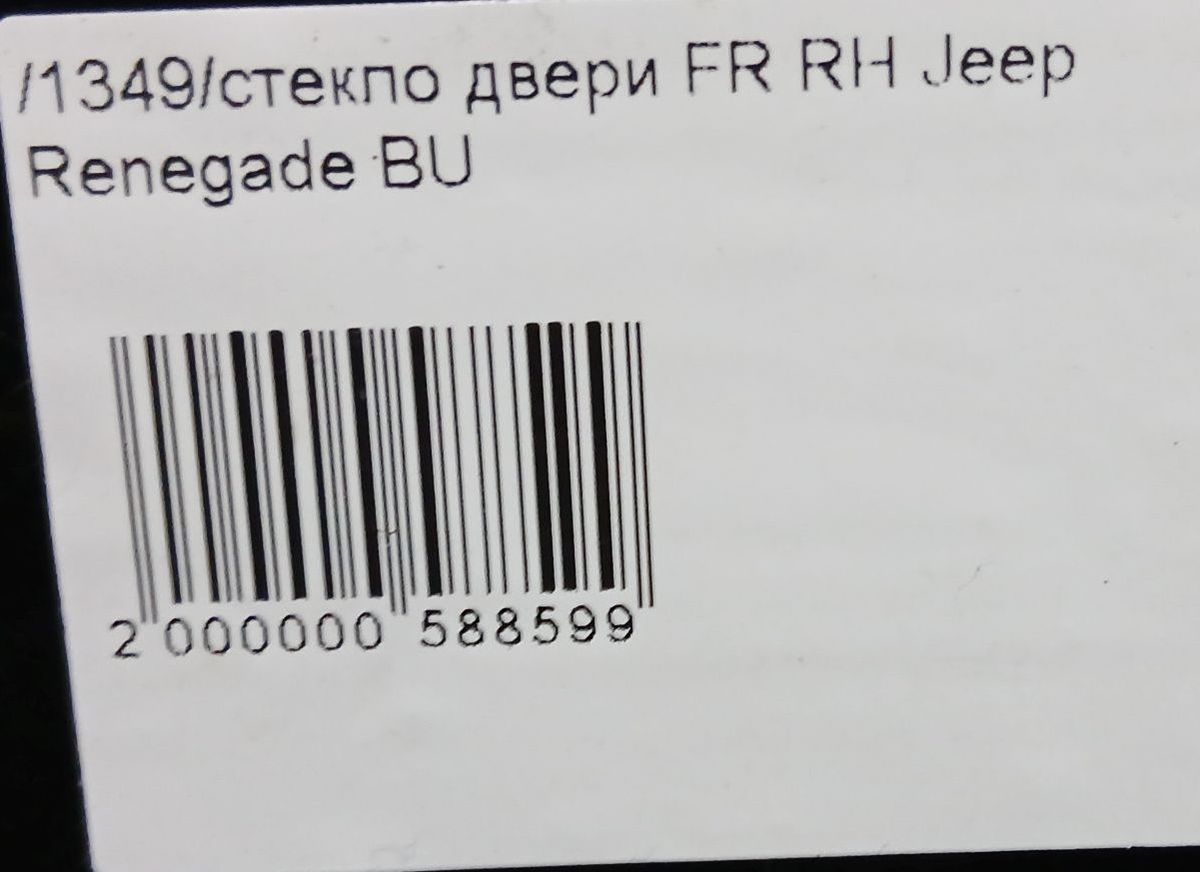 /1349/стекло двери FR RH Jeep
Renegade BU
2 000000 588599